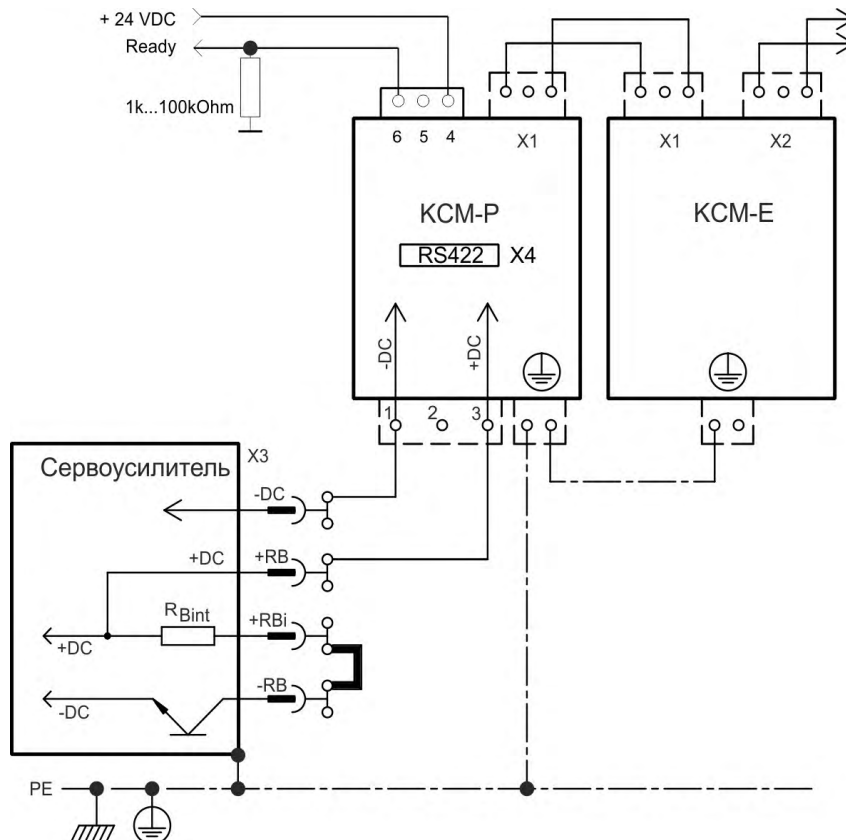 + 24 VDC
Ready
1k...100kOhm
6 5 4
X1
X1
X2
KCM-P
KCM-E
RS422 X4
-DC
+DC
1 2 3
Сервоусилитель X3
-DC
+DC
+RB
RBint
+RBi
+DC
-RB
-DC
PE